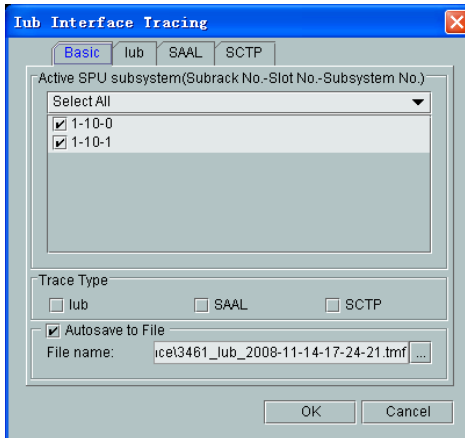 Iub Interface Tracing
Basic Iub SAAL SCTP
Active SPU subsystem(Subrack No.-Slot No.-Subsystem No.)
Select All
1-10-0
1-10-1
Trace Type
Iub SAAL SCTP
Autosave to File
File name: ice\3461_Iub_2008-11-14-17-24-21.tmf ...
OK Cancel